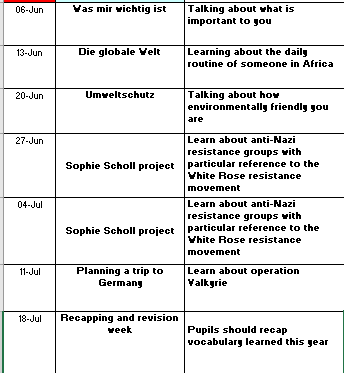 06-Jun
Was mir wichtig ist
Talking about what is
important to you
13-Jun
Die globale Welt
Learning about the daily
routine of someone in Africa
20-Jun
Umweltschutz
Talking about how
environmentally friendly you
are
27-Jun
Sophie Scholl project
Learn about anti-Nazi
resistance groups with
particular reference to the
White Rose resistance
movement
04-Jul
Sophie Scholl project
Learn about anti-Nazi
resistance groups with
particular reference to the
White Rose resistance
movement
11-Jul
Planning a trip to
Germany
Learn about operation
Valkyrie
18-Jul
Recapping and revision
week
Pupils should recap
vocabulary learned this year